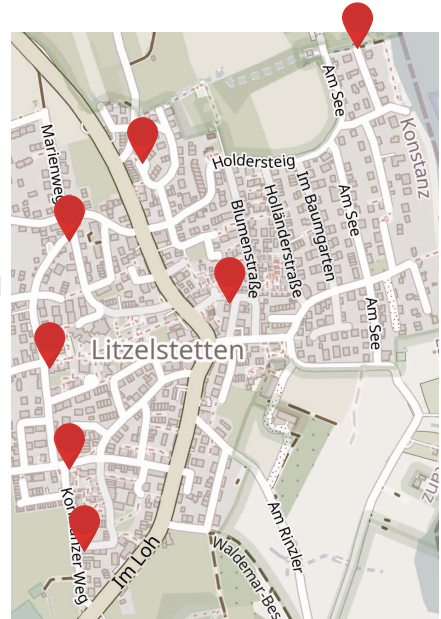 Am See
Marienweg
Holdersteig
Konstanz
Im Baumgarten
Holländerstraße
Am See
Blumenstraße
Am See
Litzelstetten
Konstanzer Weg
Am Rinzler
Im Loh
Waldemar-Bes